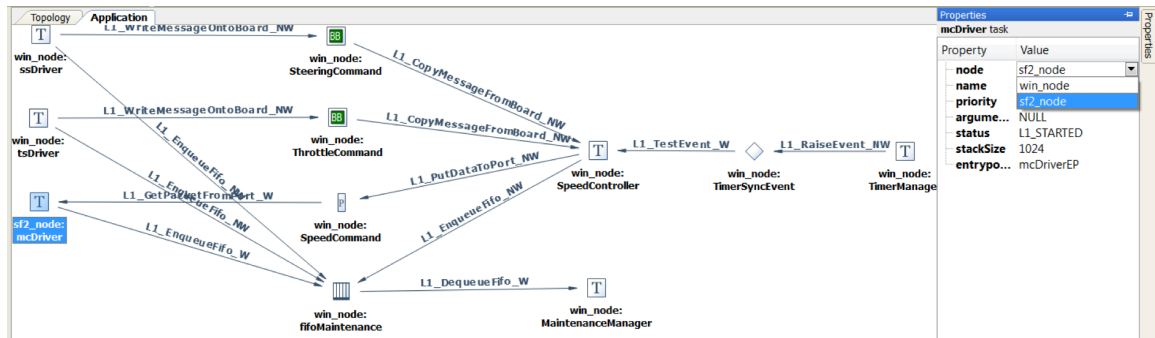 Topology
Application
L1_WriteMessageOntoBoard_NW
T
BB
win_node:
ssDriver
win_node:
SteeringCommand
L1_CopyMessageFromBoard_NW
L1_WriteMessageOntoBoard_NW
T
BB
win_node:
tsDriver
win_node:
ThrottleCommand
L1_CopyMessageFromBoard_NW
L1_EnqueueFifo_NW
L1_EnqueueFifo_NW
T
L1_TestEvent_W
L1_RaiseEvent_NW
T
win_node:
SpeedController
win_node:
TimerSyncEvent
win_node:
TimerManage
L1_PutDataToPort_NW
L1_GetPacketFromPort_W
T
P
sf2_node:
mcDriver
win_node:
SpeedCommand
L1_EnqueueFifo_W
L1_EnqueueFifo_NW
L1_DequeueFifo_W
T
win_node:
fifoMaintenance
win_node:
MaintenanceManager
Properties
mcDriver task
Property Value
node sf2_node
name win_node
priority sf2_node
argume... NULL
status L1_STARTED
stackSize 1024
entrypo... mcDriverEP
Properties